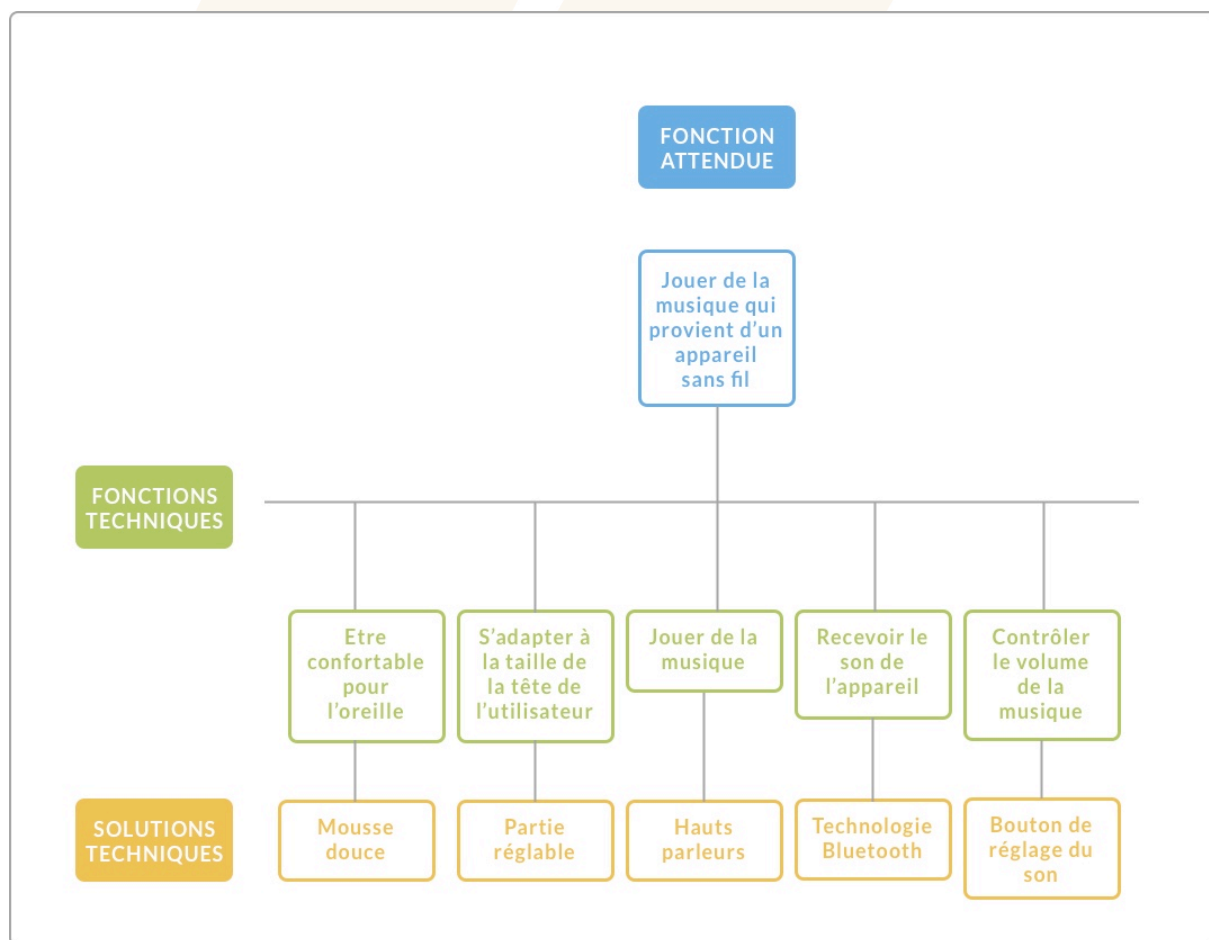 FONCTION
ATTENDUE
Jouer de la
musique qui
provient d’un
appareil
sans fil
FONCTIONS
TECHNIQUES
Etre
confortable
pour
l’oreille
S’adapter à
la taille de
la tête de
l’utilisateur
Jouer de la
musique
Recevoir le
son de
l’appareil
Contrôler
le volume
de la
musique
SOLUTIONS
TECHNIQUES
Mousse
douce
Partie
réglable
Hauts
parleurs
Technologie
Bluetooth
Bouton de
réglage du
son